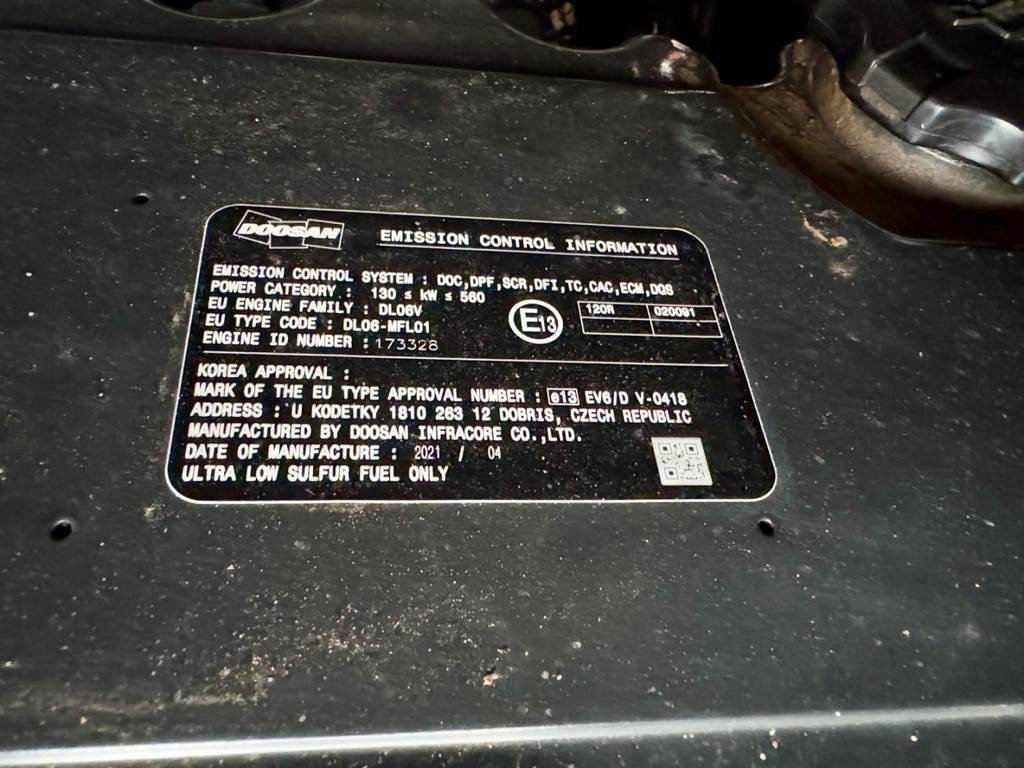 DOOSAN EMISSION CONTROL INFORMATION
EMISSION CONTROL SYSTEM : DOC,DPF,SCR,DFI,TC,CAC,ECM,DQS
POWER CATEGORY : 130 ≤ kW ≤ 560
EU ENGINE FAMILY : DL06V
EU TYPE CODE : DL06-MFL01
ENGINE ID NUMBER : 173328
E13
120R 020091
KOREA APPROVAL :
MARK OF THE EU TYPE APPROVAL NUMBER : e13 EV6/D V-0418
ADDRESS : U KODETKY 1810 263 12 DOBRIS, CZECH REPUBLIC
MANUFACTURED BY DOOSAN INFRACORE CO.,LTD.
DATE OF MANUFACTURE : 2021 / 04
ULTRA LOW SULFUR FUEL ONLY